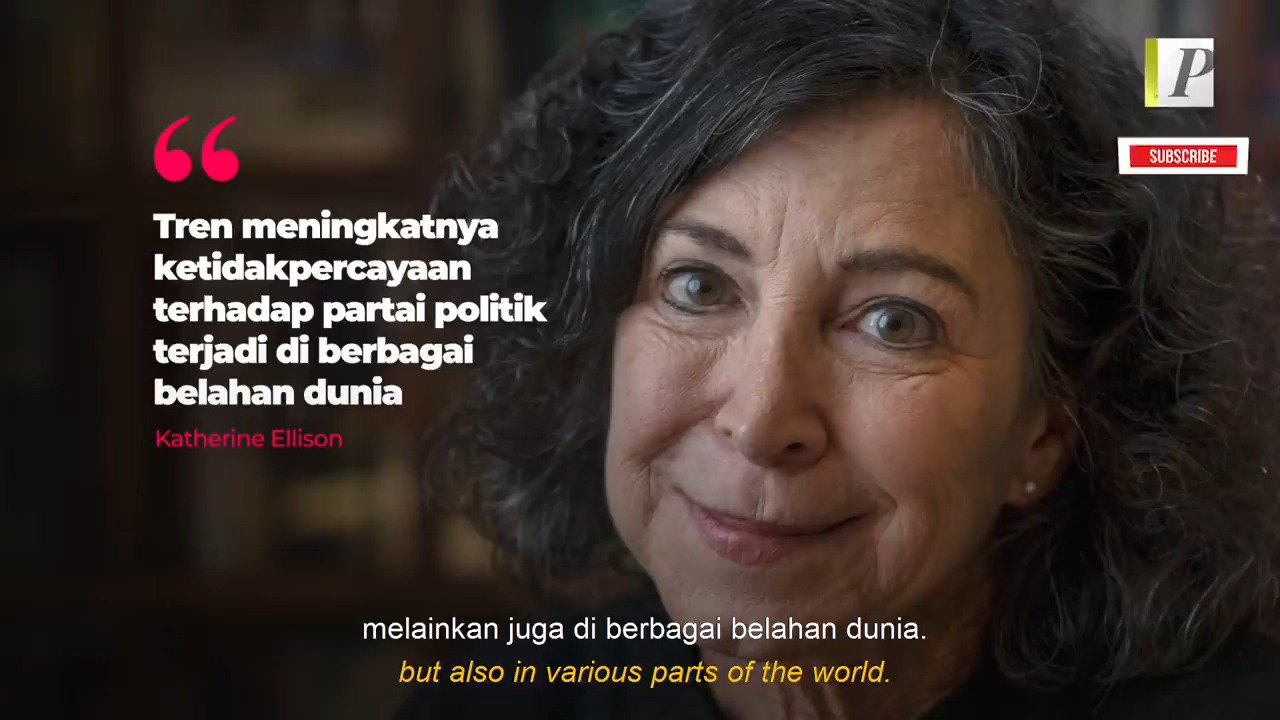 P
SUBSCRIBE
“
Tren meningkatnya
ketidakpercayaan
terhadap partai politik
terjadi di berbagai
belahan dunia
Katherine Ellison
melainkan juga di berbagai belahan dunia.
but also in various parts of the world.